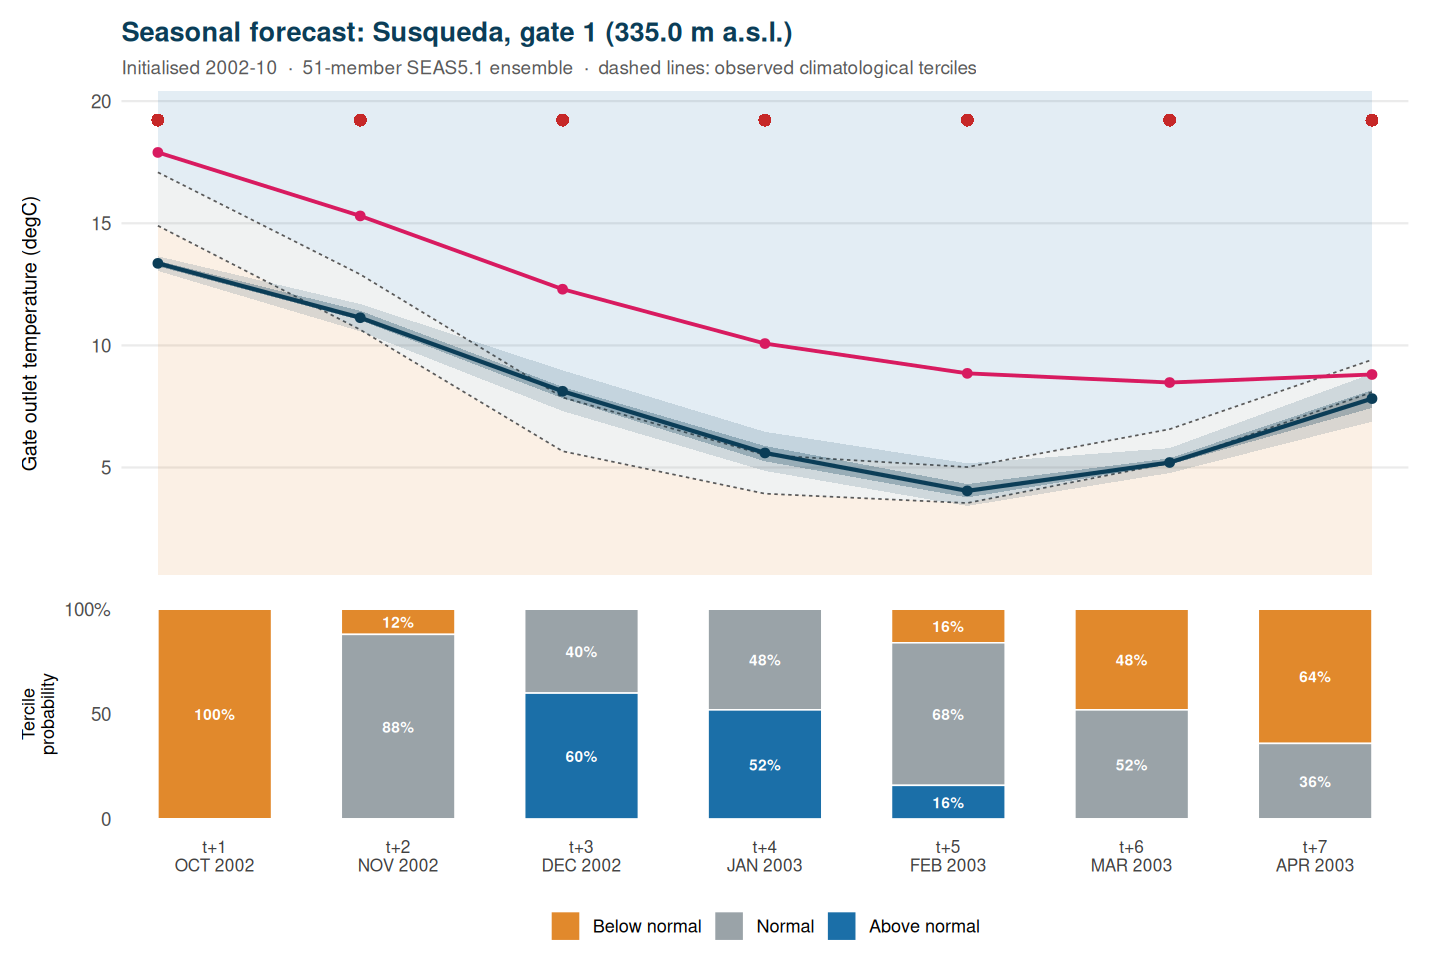 Seasonal forecast: Susqueda, gate 1 (335.0 m a.s.l.)
Initialised 2002-10 · 51-member SEAS5.1 ensemble · dashed lines: observed climatological terciles
Gate outlet temperature (degC)
20
15
10
5
Tercile
probability
100%
50
0
100%
12%
88%
40%
60%
48%
52%
16%
68%
16%
48%
52%
64%
36%
t+1
OCT 2002
t+2
NOV 2002
t+3
DEC 2002
t+4
JAN 2003
t+5
FEB 2003
t+6
MAR 2003
t+7
APR 2003
Below normal
Normal
Above normal